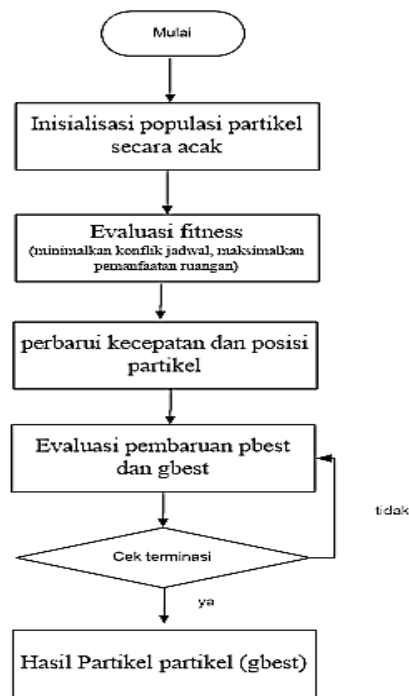 Mulai
Inisialisasi populasi partikel
secara acak
Evaluasi fitness
(minimalkan konflik jadwal, maksimalkan
pemanfaatan ruangan)
perbarui kecepatan dan posisi
partikel
Evaluasi pembaruan pbest
dan gbest
tidak
Cek terminasi
ya
Hasil Partikel partikel (gbest)